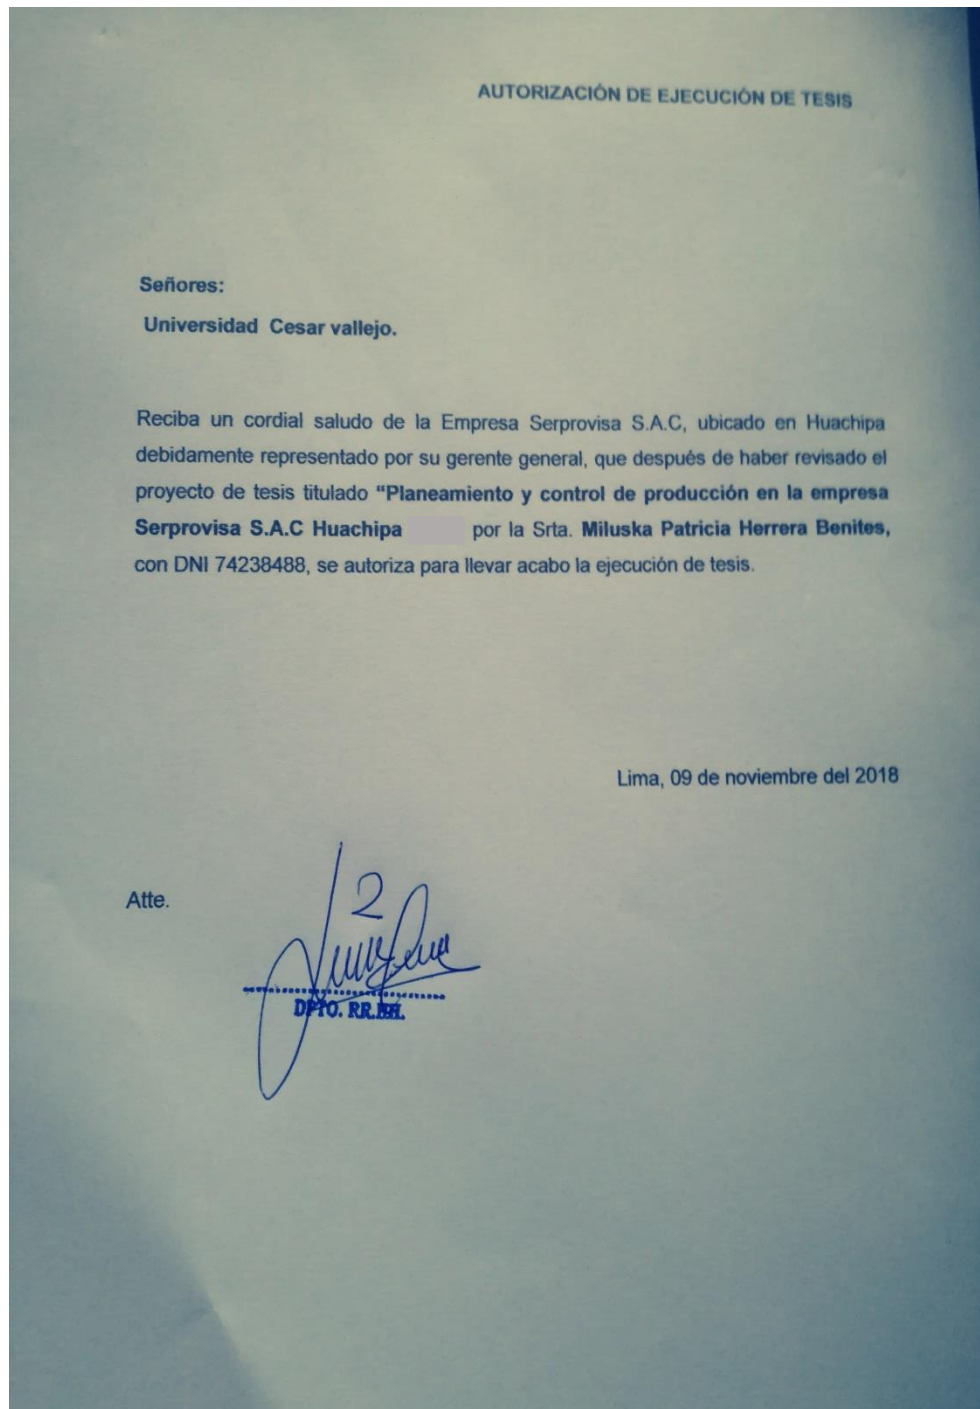 AUTORIZACIÓN DE EJECUCIÓN DE TESIS
Señores:
Universidad Cesar vallejo.
Reciba un cordial saludo de la Empresa Serprovisa S.A.C, ubicado en Huachipa
debidamente representado por su gerente general, que después de haber revisado el
proyecto de tesis titulado “Planeamiento y control de producción en la empresa
Serprovisa S.A.C Huachipa por la Srta. Miluska Patricia Herrera Benites,
con DNI 74238488, se autoriza para llevar acabo la ejecución de tesis.
Lima, 09 de noviembre del 2018
Atte.
DPTO. RR.HH.